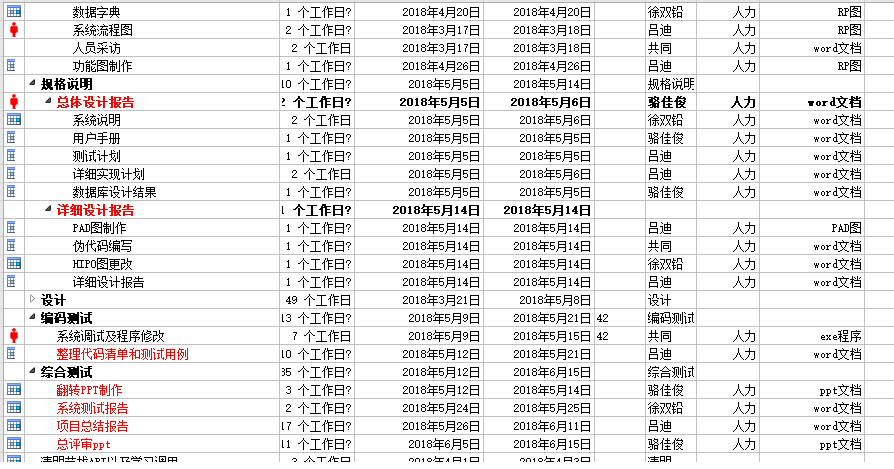 数据字典 1 个工作日? 2018年4月20日 2018年4月20日 徐双铅 人力 RP图
系统流程图 2 个工作日? 2018年3月17日 2018年3月18日 吕迪 人力 RP图
人员采访 2 个工作日 2018年3月17日 2018年3月18日 共同 人力 word文档
功能图制作 1 个工作日? 2018年4月26日 2018年4月26日 吕迪 人力 RP图
规格说明 10 个工作日? 2018年5月5日 2018年5月14日 规格说明
总体设计报告 2 个工作日? 2018年5月5日 2018年5月6日 骆佳俊 人力 word文档
系统说明 2 个工作日 2018年5月5日 2018年5月6日 徐双铅 人力 word文档
用户手册 1 个工作日? 2018年5月5日 2018年5月5日 骆佳俊 人力 word文档
测试计划 1 个工作日? 2018年5月5日 2018年5月5日 吕迪 人力 word文档
详细实现计划 2 个工作日 2018年5月5日 2018年5月6日 吕迪 人力 word文档
数据库设计结果 1 个工作日? 2018年5月5日 2018年5月5日 骆佳俊 人力 word文档
详细设计报告 1 个工作日? 2018年5月14日 2018年5月14日
PAD图制作 1 个工作日? 2018年5月14日 2018年5月14日 吕迪 人力 PAD图
伪代码编写 1 个工作日? 2018年5月14日 2018年5月14日 共同 人力 word文档
HIPO图更改 1 个工作日? 2018年5月14日 2018年5月14日 徐双铅 人力 word文档
详细设计报告 1 个工作日? 2018年5月14日 2018年5月14日 吕迪 人力 word文档
设计 49 个工作日 2018年3月21日 2018年5月8日 设计
编码测试 13 个工作日? 2018年5月9日 2018年5月21日 42 编码测试
系统调试及程序修改 7 个工作日 2018年5月9日 2018年5月15日 42 共同 人力 exe程序
整理代码清单和测试用例 10 个工作日? 2018年5月12日 2018年5月21日 吕迪 人力 word文档
综合测试 35 个工作日? 2018年5月12日 2018年6月15日 综合测试
翻转PPT制作 3 个工作日? 2018年5月12日 2018年5月14日 骆佳俊 人力 ppt文档
系统测试报告 2 个工作日? 2018年5月24日 2018年5月25日 徐双铅 人力 word文档
项目总结报告 17 个工作日? 2018年5月26日 2018年6月11日 吕迪 人力 word文档
总评审ppt 11 个工作日? 2018年6月5日 2018年6月15日 骆佳俊 人力 ppt文档